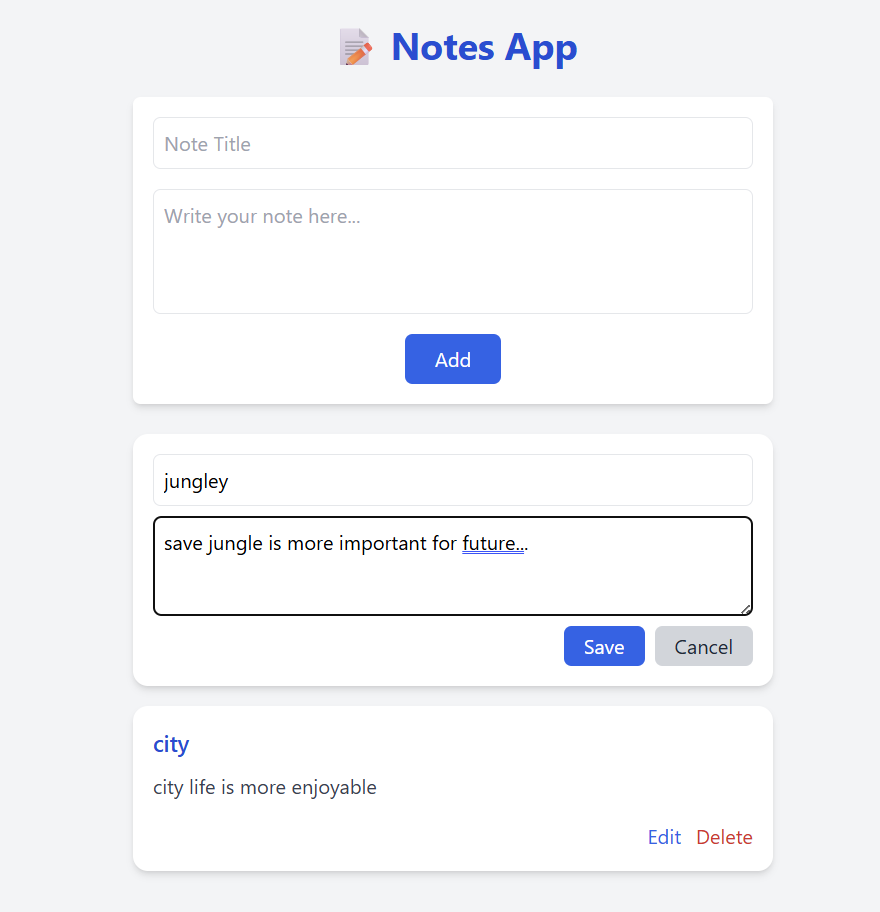 Notes App
Note Title
Write your note here...
Add
jungley
save jungle is more important for future...
Save Cancel
city
city life is more enjoyable
Edit Delete